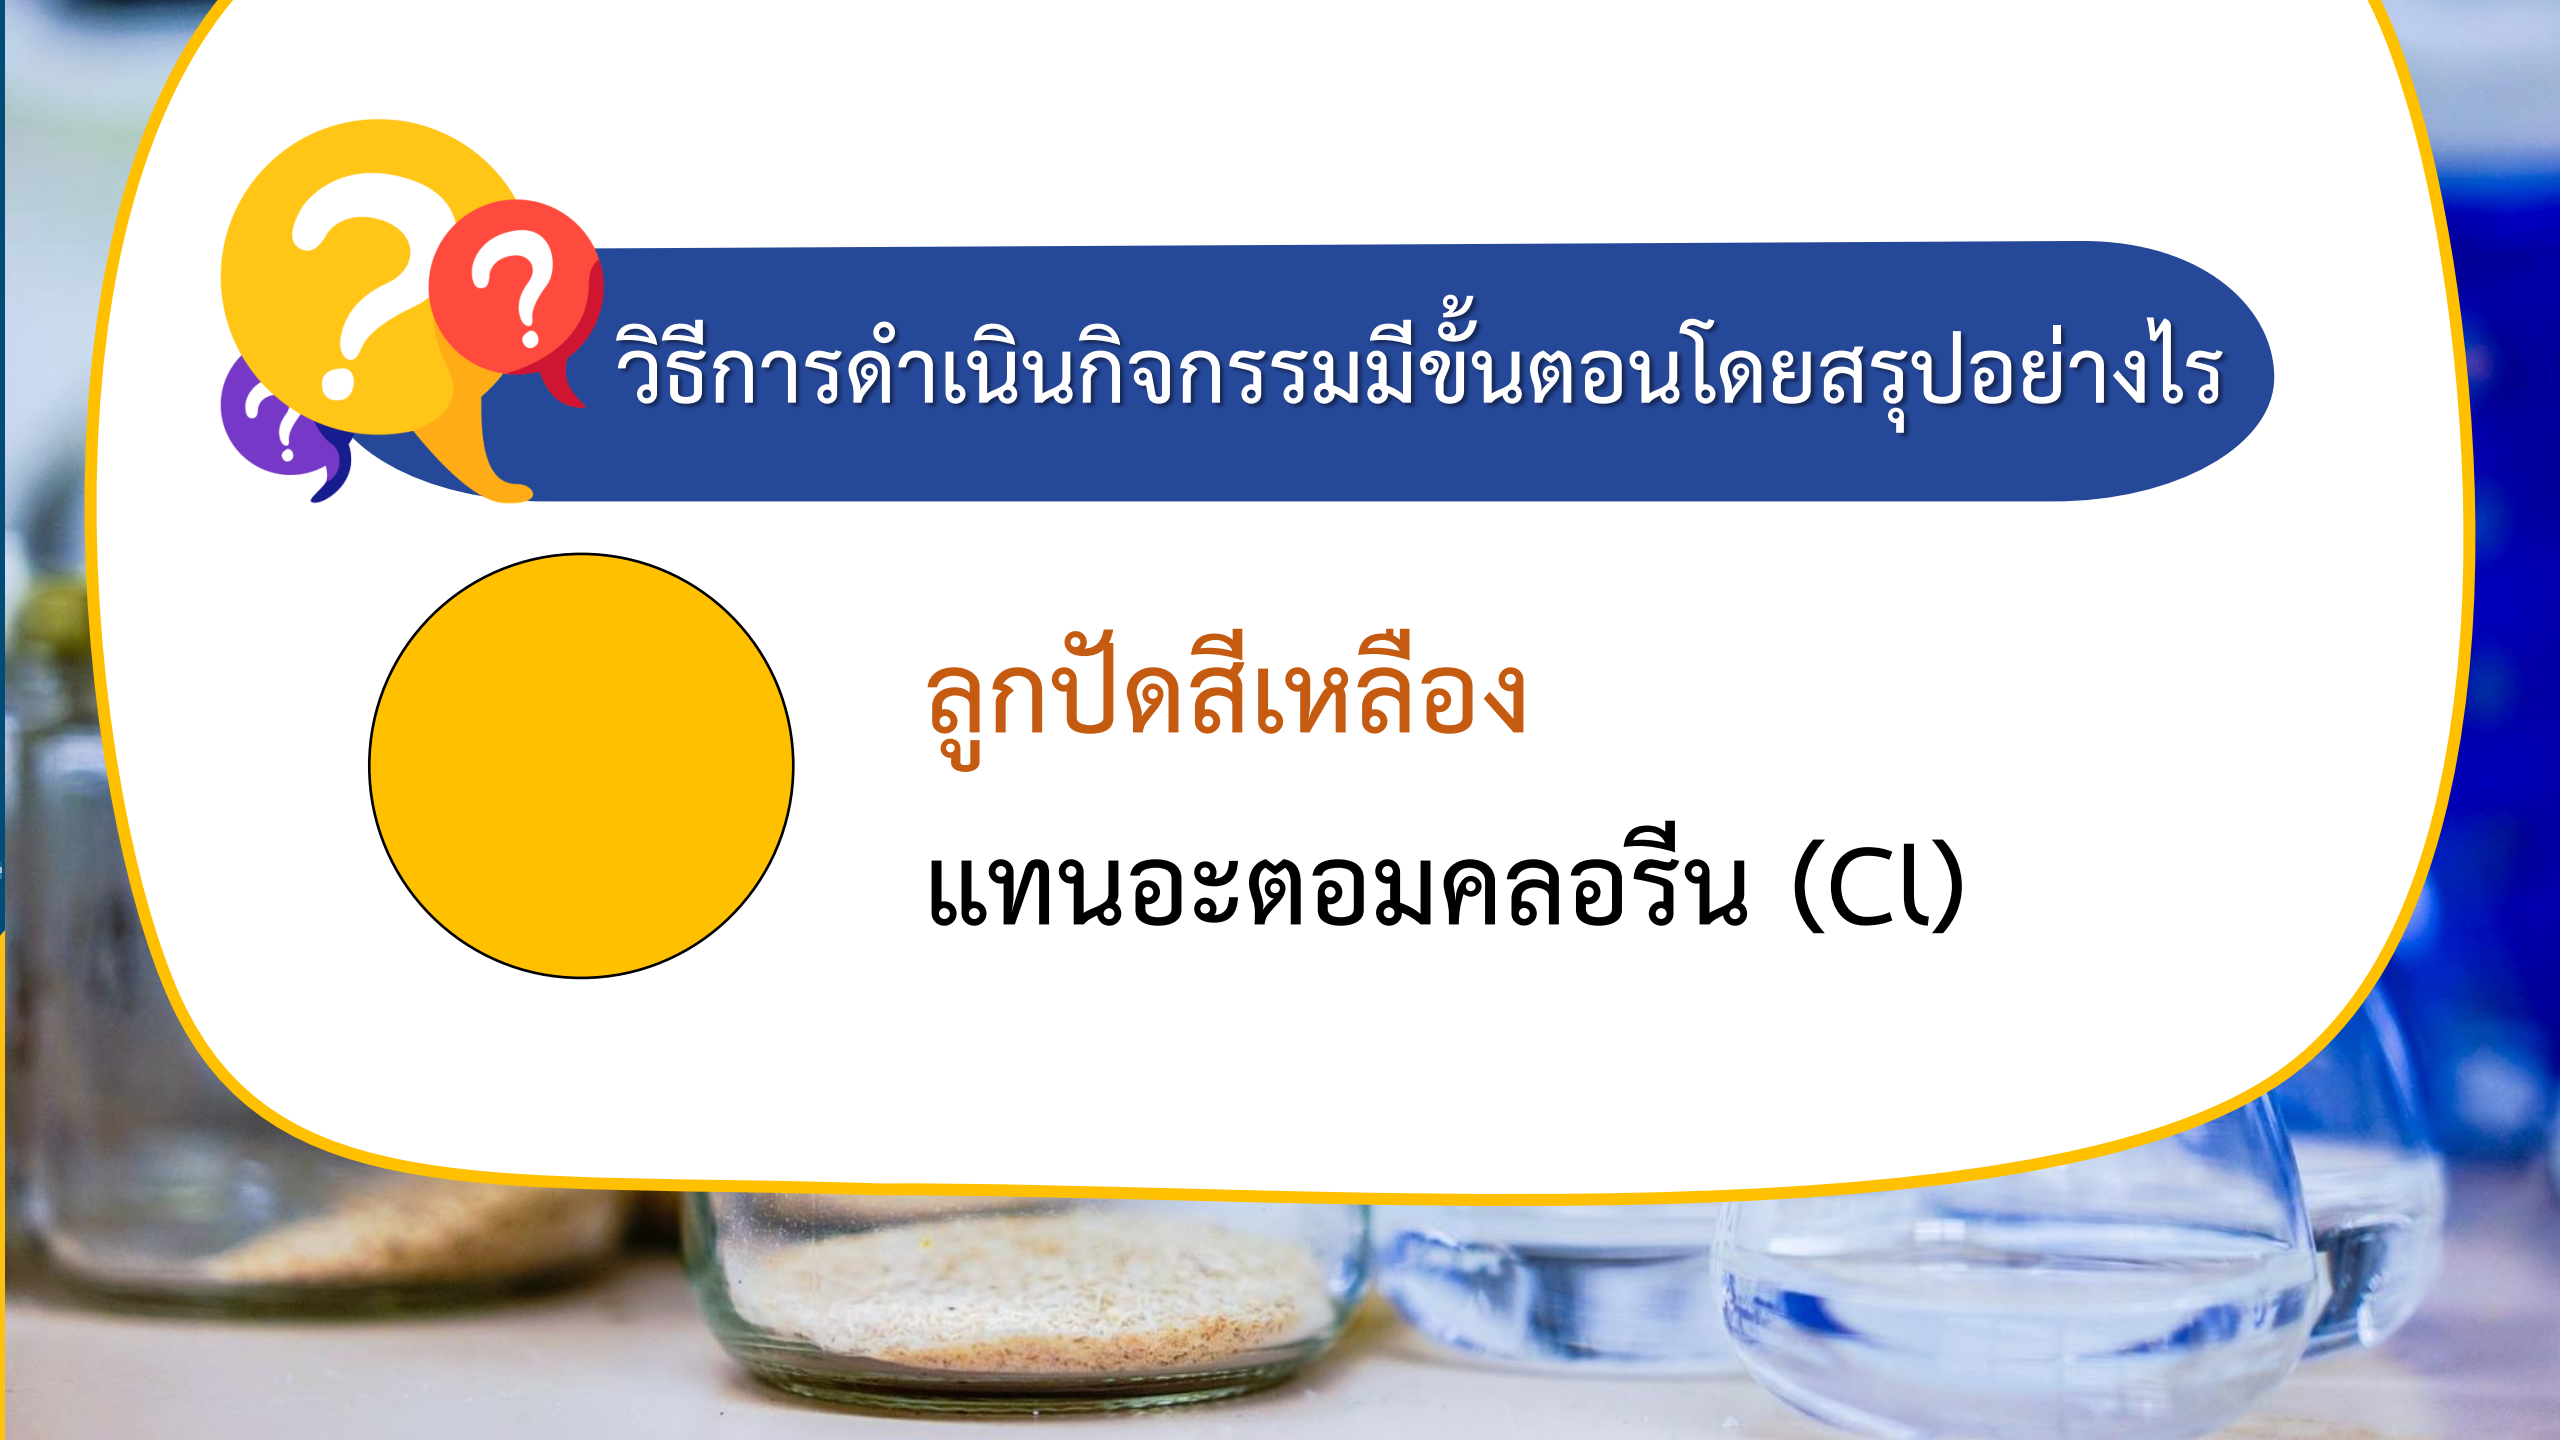 วิธีการดำเนินกิจกรรมมีขั้นตอนโดยสรุปอย่างไร
ลูกปัดสีเหลือง
แทนอะตอมคลอรีน (Cl)